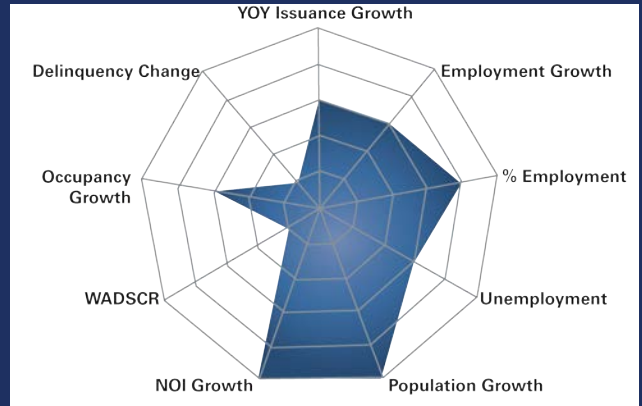 YOY Issuance Growth
Delinquency Change
Employment Growth
Occupancy
Growth
% Employment
WADSCR
Unemployment
NOI Growth
Population Growth